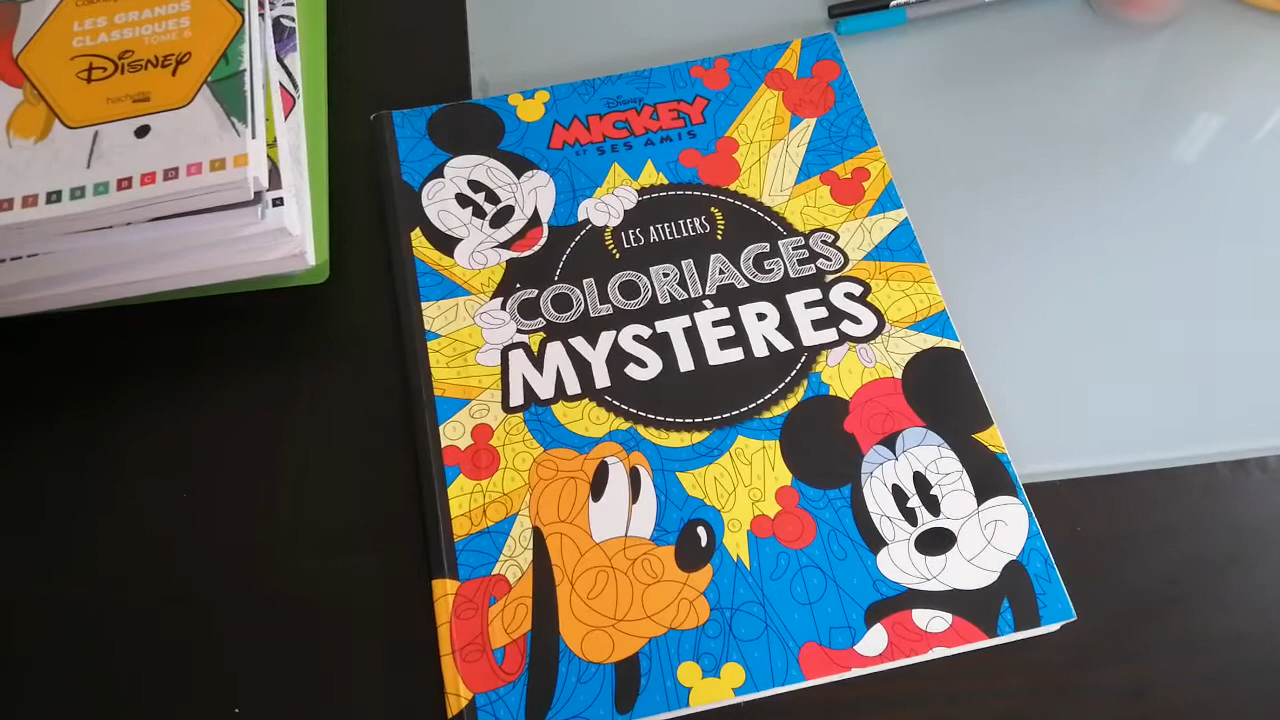 LES GRANDS
CLASSIQUES
TOME 6
Disney
hachette
Disney
MICKEY
ET SES AMIS
LES ATELIERS
COLORIAGES
MYSTÈRES